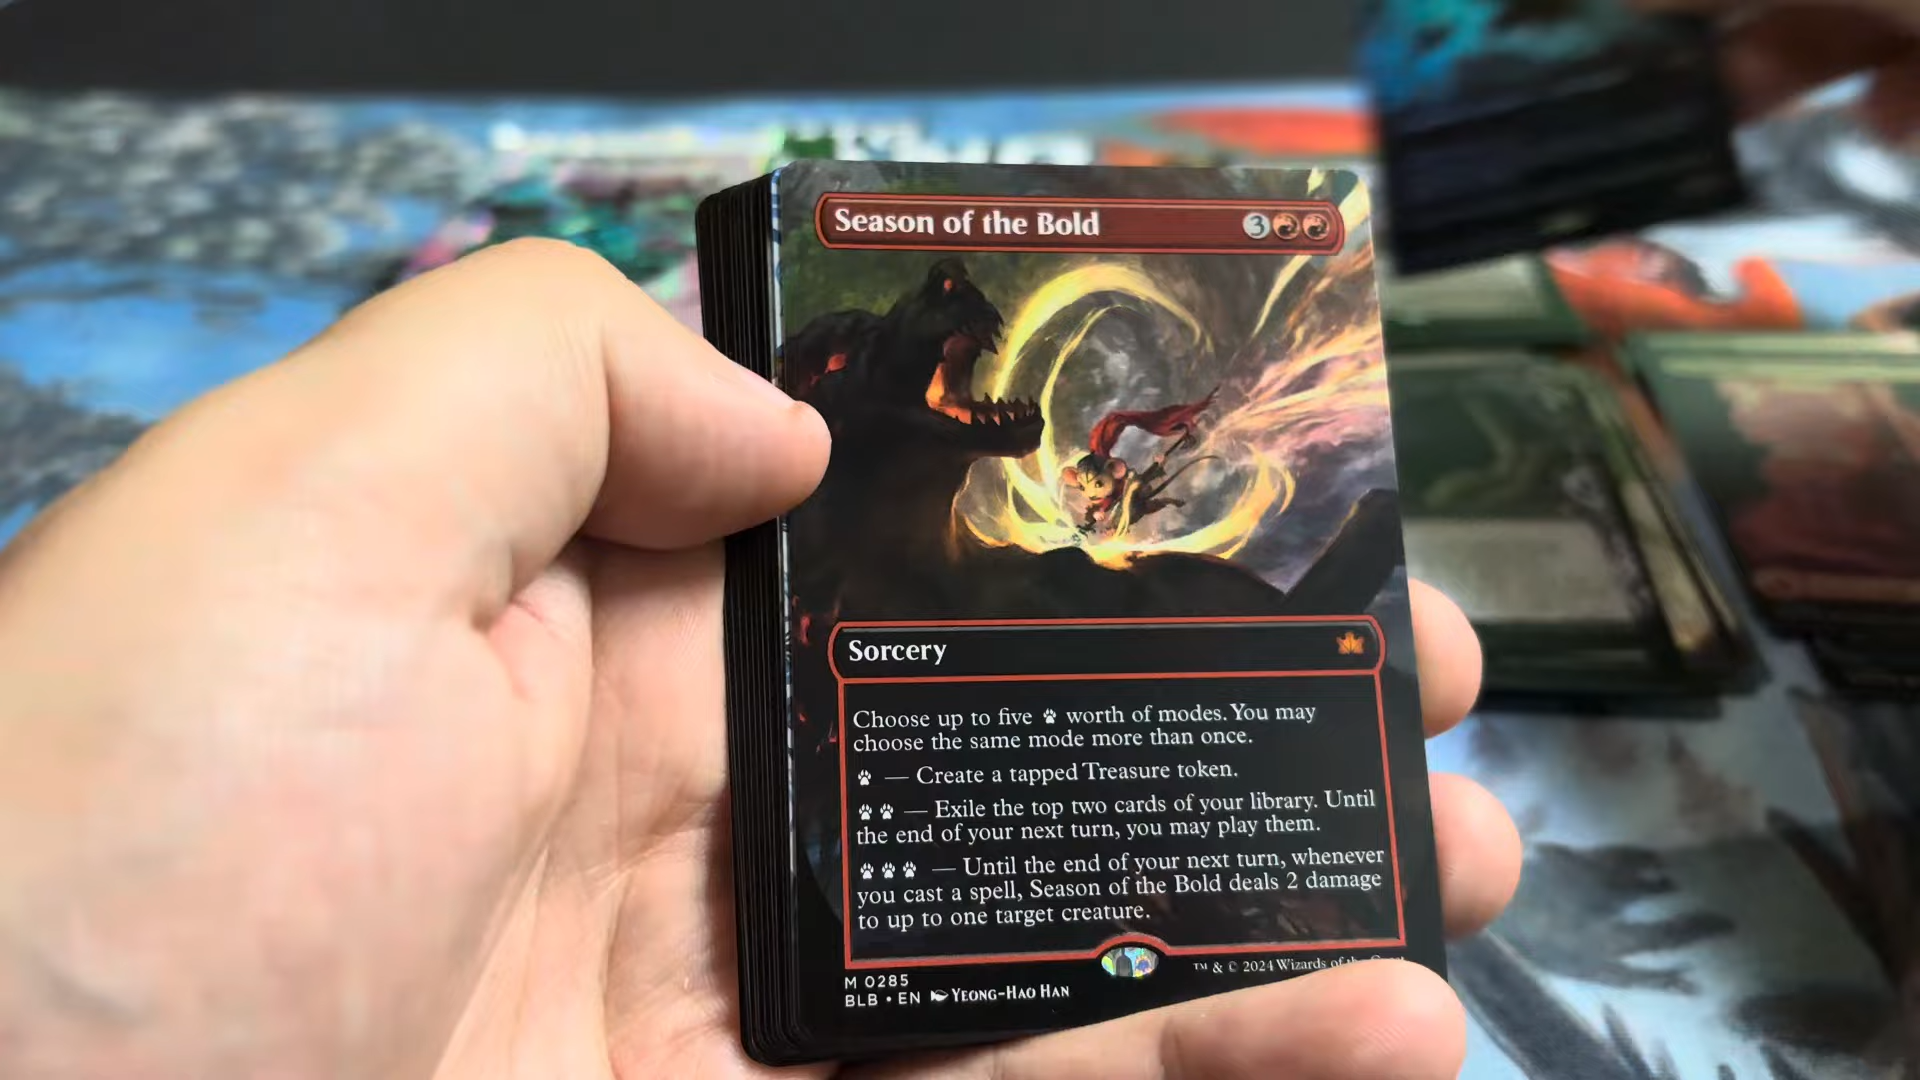 Season of the Bold 3
Sorcery
Choose up to five worth of modes. You may
choose the same mode more than once.
— Create a tapped Treasure token.
— Exile the top two cards of your library. Until
the end of your next turn, you may play them.
— Until the end of your next turn, whenever
you cast a spell, Season of the Bold deals 2 damage
to up to one target creature.
M 0285
BLB • EN Yeong-Hao Han
™ & © 2024 Wizards of the